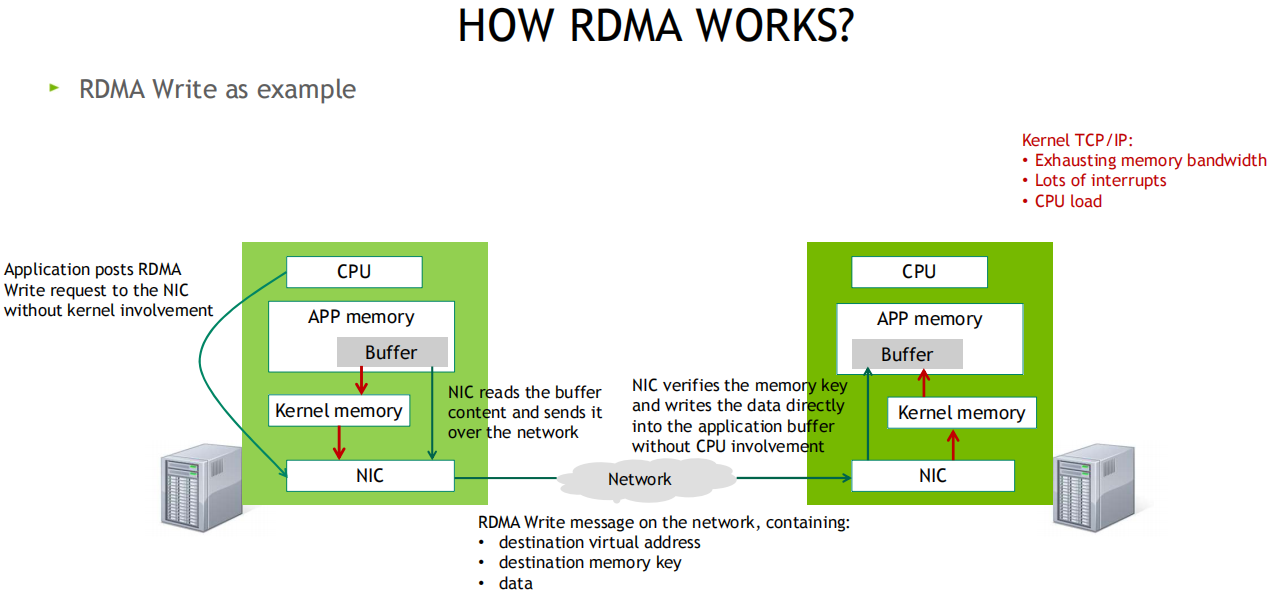 HOW RDMA WORKS?
► RDMA Write as example
Kernel TCP/IP:
• Exhausting memory bandwidth
• Lots of interrupts
• CPU load
Application posts RDMA
Write request to the NIC
without kernel involvement
CPU
APP memory
Buffer
Kernel memory
NIC
NIC reads the buffer
content and sends it
over the network
Network
NIC verifies the memory key
and writes the data directly
into the application buffer
without CPU involvement
CPU
APP memory
Buffer
Kernel memory
NIC
RDMA Write message on the network, containing:
• destination virtual address
• destination memory key
• data